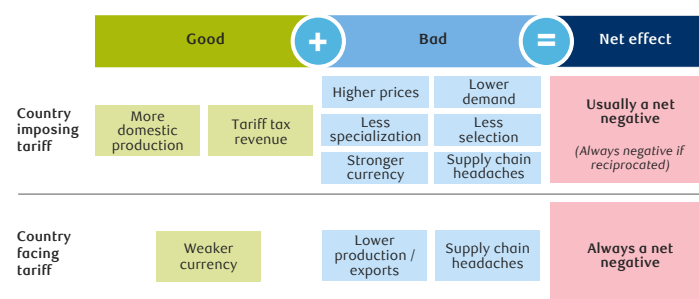 Good
+
Bad
=
Net effect
Country
imposing
tariff
More
domestic
production
Tariff tax
revenue
Higher prices
Lower
demand
Less
specialization
Less
selection
Stronger
currency
Supply chain
headaches
Usually a net
negative
(Always negative if
reciprocated)
Country
facing
tariff
Weaker
currency
Lower
production /
exports
Supply chain
headaches
Always a net
negative